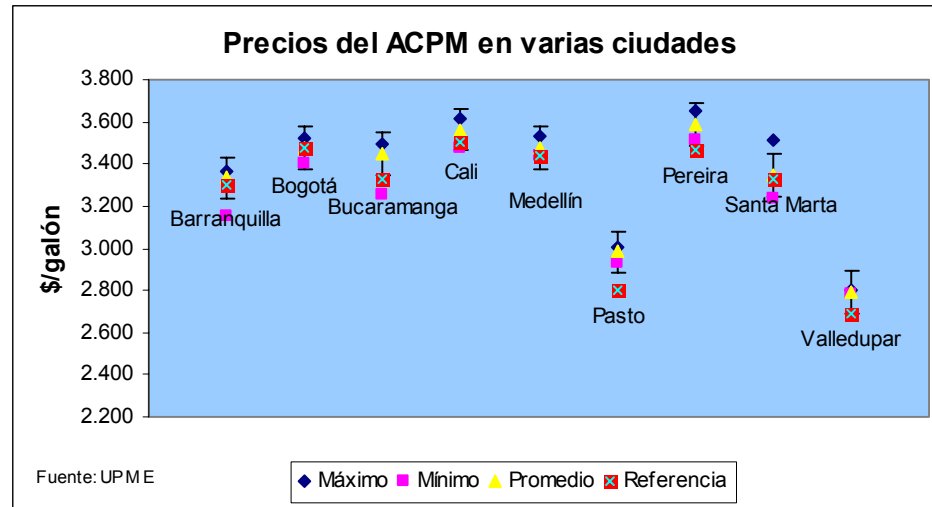 Precios del ACPM en varias ciudades
$/galón
3.800
3.600
3.400
3.200
3.000
2.800
2.600
2.400
2.200
Barranquilla
Bogotá
Bucaramanga
Cali
Medellín
Pasto
Pereira
Santa Marta
Valledupar
Fuente: UPME
Máximo Mínimo Promedio Referencia